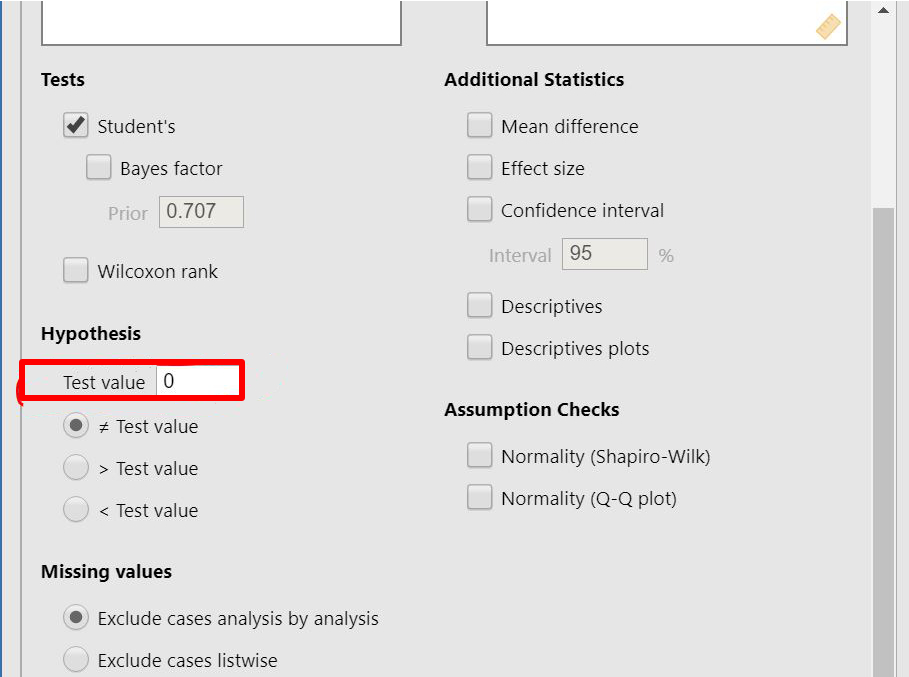 Tests
Student's
Bayes factor
Prior 0.707
Wilcoxon rank
Hypothesis
Test value 0
≠ Test value
> Test value
< Test value
Missing values
Exclude cases analysis by analysis
Exclude cases listwise
Additional Statistics
Mean difference
Effect size
Confidence interval
Interval 95 %
Descriptives
Descriptives plots
Assumption Checks
Normality (Shapiro-Wilk)
Normality (Q-Q plot)